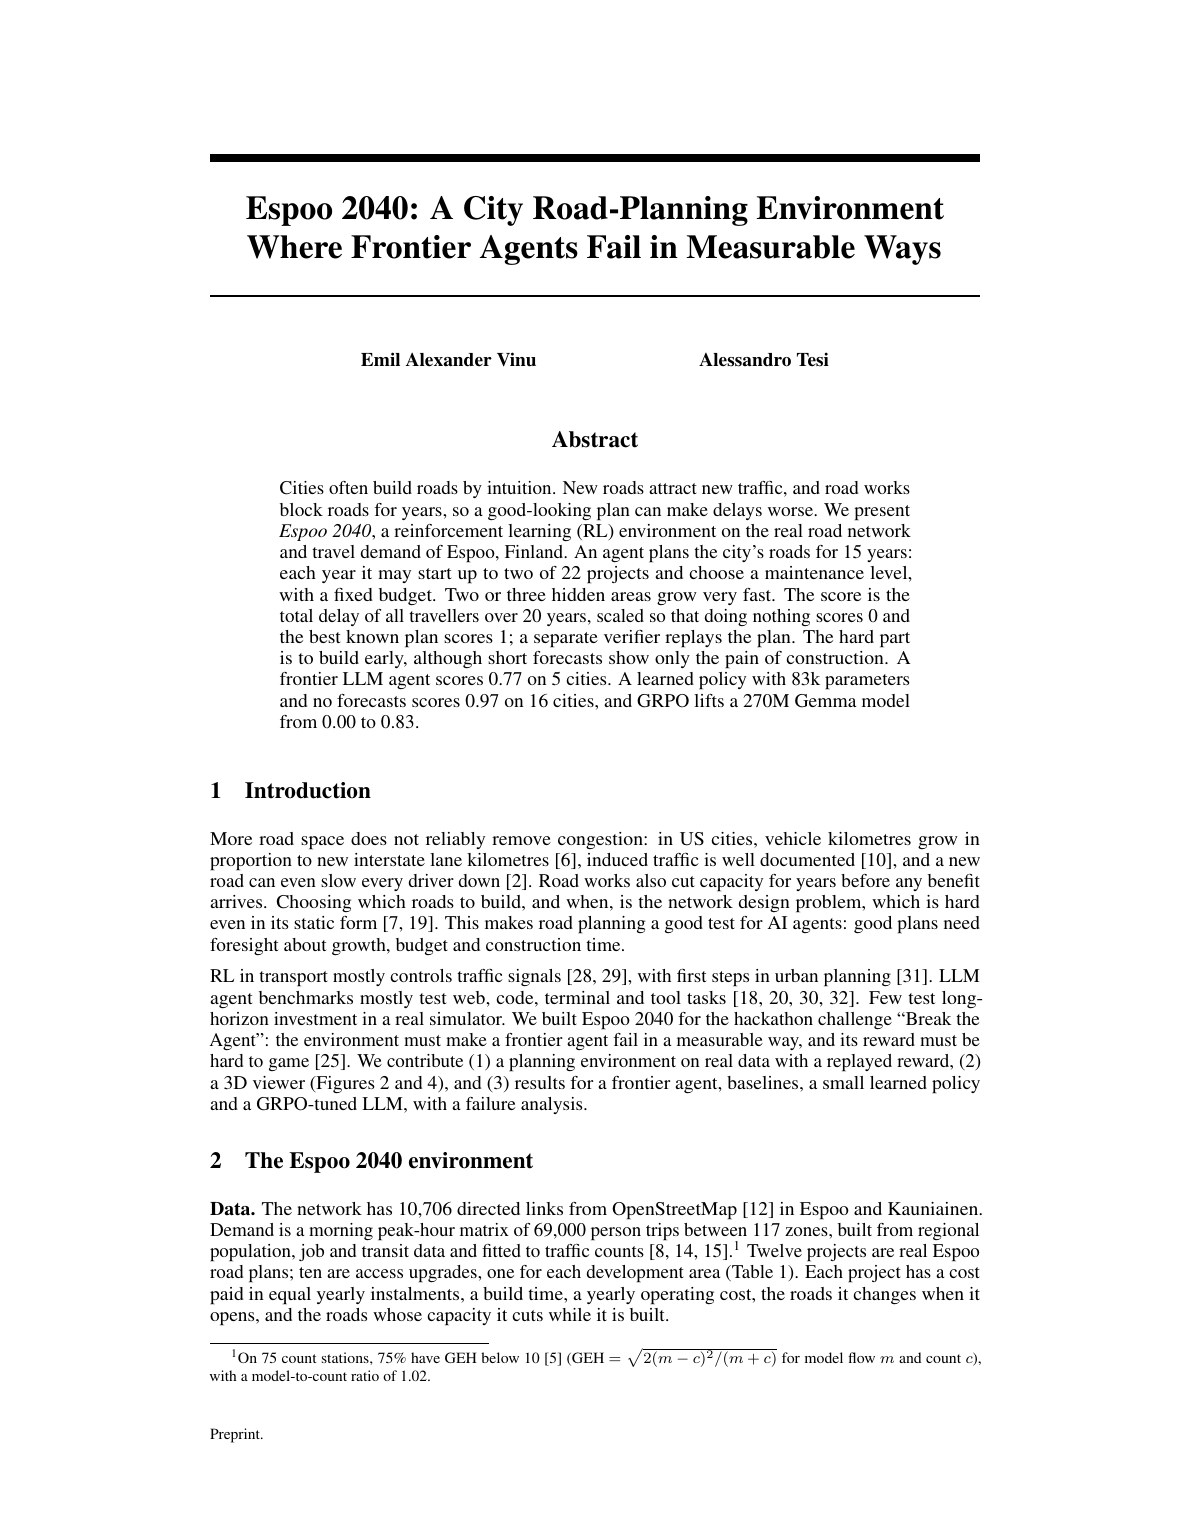 Espoo 2040: A City Road-Planning Environment
Where Frontier Agents Fail in Measurable Ways
Emil Alexander Vinu Alessandro Tesi
Abstract
Cities often build roads by intuition. New roads attract new traffic, and road works
block roads for years, so a good-looking plan can make delays worse. We present
Espoo 2040, a reinforcement learning (RL) environment on the real road network
and travel demand of Espoo, Finland. An agent plans the city's roads for 15 years:
each year it may start up to two of 22 projects and choose a maintenance level,
with a fixed budget. Two or three hidden areas grow very fast. The score is the
total delay of all travellers over 20 years, scaled so that doing nothing scores 0 and
the best known plan scores 1; a separate verifier replays the plan. The hard part
is to build early, although short forecasts show only the pain of construction. A
frontier LLM agent scores 0.77 on 5 cities. A learned policy with 83k parameters
and no forecasts scores 0.97 on 16 cities, and GRPO lifts a 270M Gemma model
from 0.00 to 0.83.
1 Introduction
More road space does not reliably remove congestion: in US cities, vehicle kilometres grow in
proportion to new interstate lane kilometres [6], induced traffic is well documented [10], and a new
road can even slow every driver down [2]. Road works also cut capacity for years before any benefit
arrives. Choosing which roads to build, and when, is the network design problem, which is hard
even in its static form [7, 19]. This makes road planning a good test for AI agents: good plans need
foresight about growth, budget and construction time.
RL in transport mostly controls traffic signals [28, 29], with first steps in urban planning [31]. LLM
agent benchmarks mostly test web, code, terminal and tool tasks [18, 20, 30, 32]. Few test long-
horizon investment in a real simulator. We built Espoo 2040 for the hackathon challenge “Break the
Agent”: the environment must make a frontier agent fail in a measurable way, and its reward must be
hard to game [25]. We contribute (1) a planning environment on real data with a replayed reward, (2)
a 3D viewer (Figures 2 and 4), and (3) results for a frontier agent, baselines, a small learned policy
and a GRPO-tuned LLM, with a failure analysis.
2 The Espoo 2040 environment
Data. The network has 10,706 directed links from OpenStreetMap [12] in Espoo and Kauniainen.
Demand is a morning peak-hour matrix of 69,000 person trips between 117 zones, built from regional
population, job and transit data and fitted to traffic counts [8, 14, 15].¹ Twelve projects are real Espoo
road plans; ten are access upgrades, one for each development area (Table 1). Each project has a cost
paid in equal yearly instalments, a build time, a yearly operating cost, the roads it changes when it
opens, and the roads whose capacity it cuts while it is built.
¹On 75 count stations, 75% have GEH below 10 [5] (GEH = √2(m − c)²/(m + c) for model flow m and count c),
with a model-to-count ratio of 1.02.
Preprint.